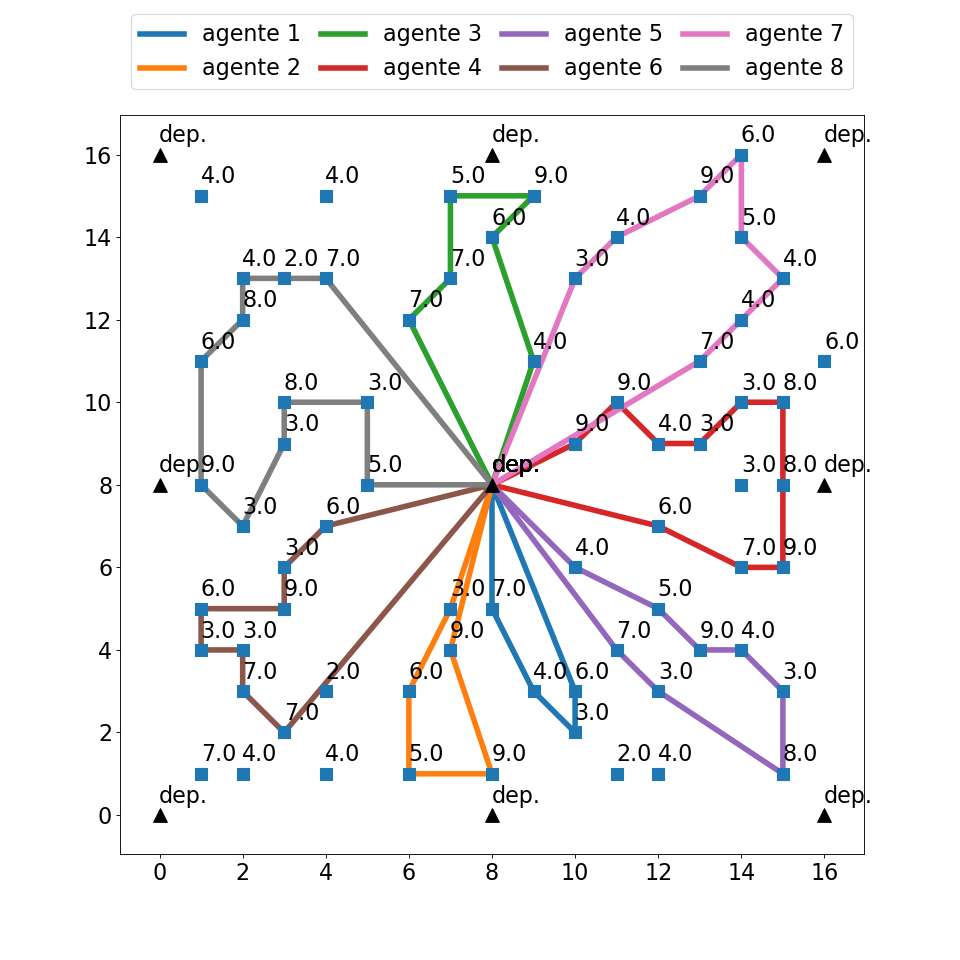 agente 1 agente 3 agente 5 agente 7
agente 2 agente 4 agente 6 agente 8
dep. dep. 6.0 dep.
16
4.0 4.0 5.0 9.0 9.0
6.0 4.0 5.0
14
4.0 2.0 7.0 7.0 3.0 4.0
8.0 7.0 4.0
12
6.0 4.0 7.0 6.0
8.0 3.0 9.0 3.0 8.0
10
3.0 9.0 4.0 3.0
dep. 9.0 5.0 dep. 3.0 8.0 dep.
8
3.0 6.0 6.0
3.0 4.0 7.0 9.0
6
6.0 9.0 3.0 7.0 5.0
3.0 3.0 9.0 7.0 9.0 4.0
4
7.0 2.0 6.0 4.0 6.0 3.0 3.0
7.0 3.0
2
7.0 4.0 4.0 5.0 9.0 2.0 4.0 8.0
dep. dep. dep.
0
0 2 4 6 8 10 12 14 16